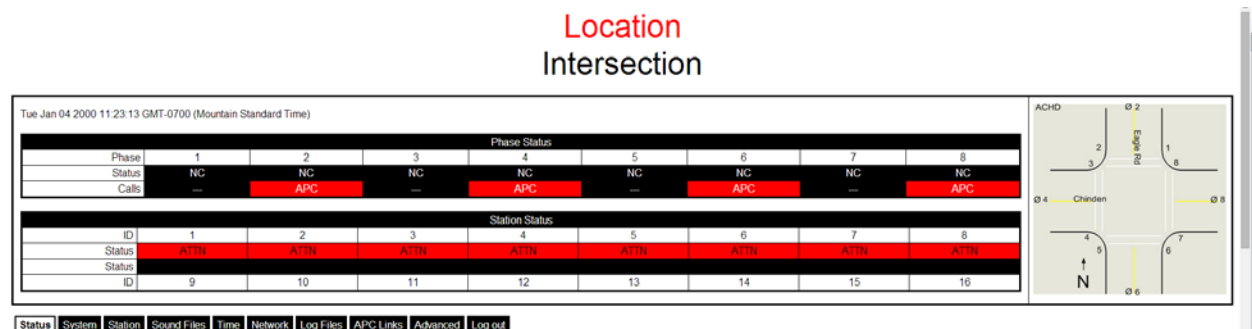 Location
Intersection
Tue Jan 04 2000 11:23:13 GMT-0700 (Mountain Standard Time)
Phase Status
Phase 1 2 3 4 5 6 7 8
Status NC NC NC NC NC NC NC NC
Calls --- APC --- APC --- APC --- APC
Station Status
ID 1 2 3 4 5 6 7 8
Status ATTN ATTN ATTN ATTN ATTN ATTN ATTN ATTN
Status
ID 9 10 11 12 13 14 15 16
ACHD Ø 2
Eagle Rd
2 1
3 8
Ø 4 Chinden Ø 8
4 7
5 6
N
Ø 6
Status System Station Sound Files Time Network Log Files APC Links Advanced Log out